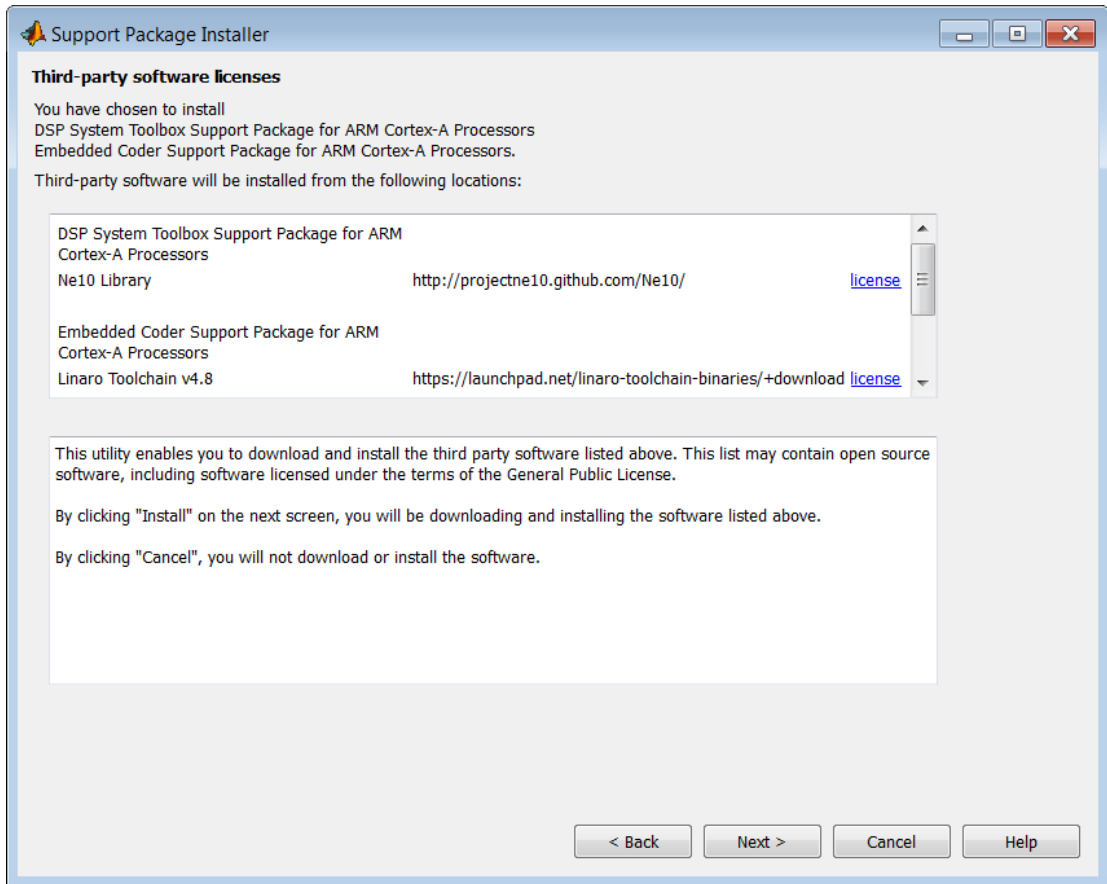 Support Package Installer
Third-party software licenses
You have chosen to install
DSP System Toolbox Support Package for ARM Cortex-A Processors
Embedded Coder Support Package for ARM Cortex-A Processors.
Third-party software will be installed from the following locations:
DSP System Toolbox Support Package for ARM
Cortex-A Processors
Ne10 Library http://projectne10.github.com/Ne10/ license
Embedded Coder Support Package for ARM
Cortex-A Processors
Linaro Toolchain v4.8 https://launchpad.net/linaro-toolchain-binaries/+download license
This utility enables you to download and install the third party software listed above. This list may contain open source
software, including software licensed under the terms of the General Public License.
By clicking "Install" on the next screen, you will be downloading and installing the software listed above.
By clicking "Cancel", you will not download or install the software.
< Back Next > Cancel Help